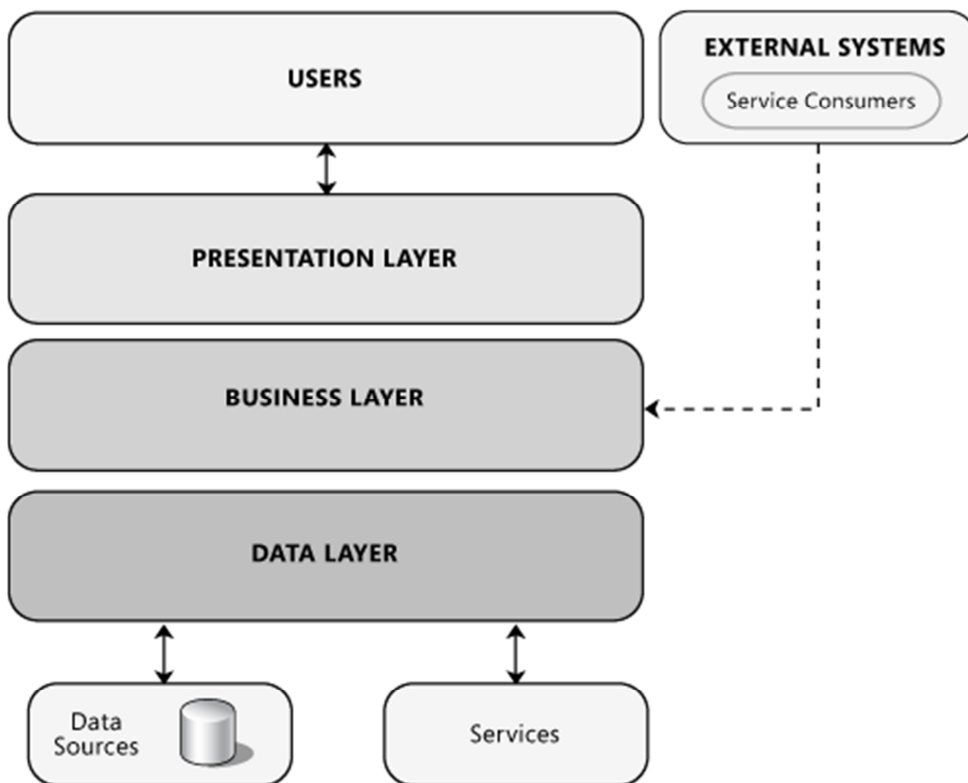 USERS
EXTERNAL SYSTEMS
Service Consumers
PRESENTATION LAYER
BUSINESS LAYER
DATA LAYER
Data
Sources
Services